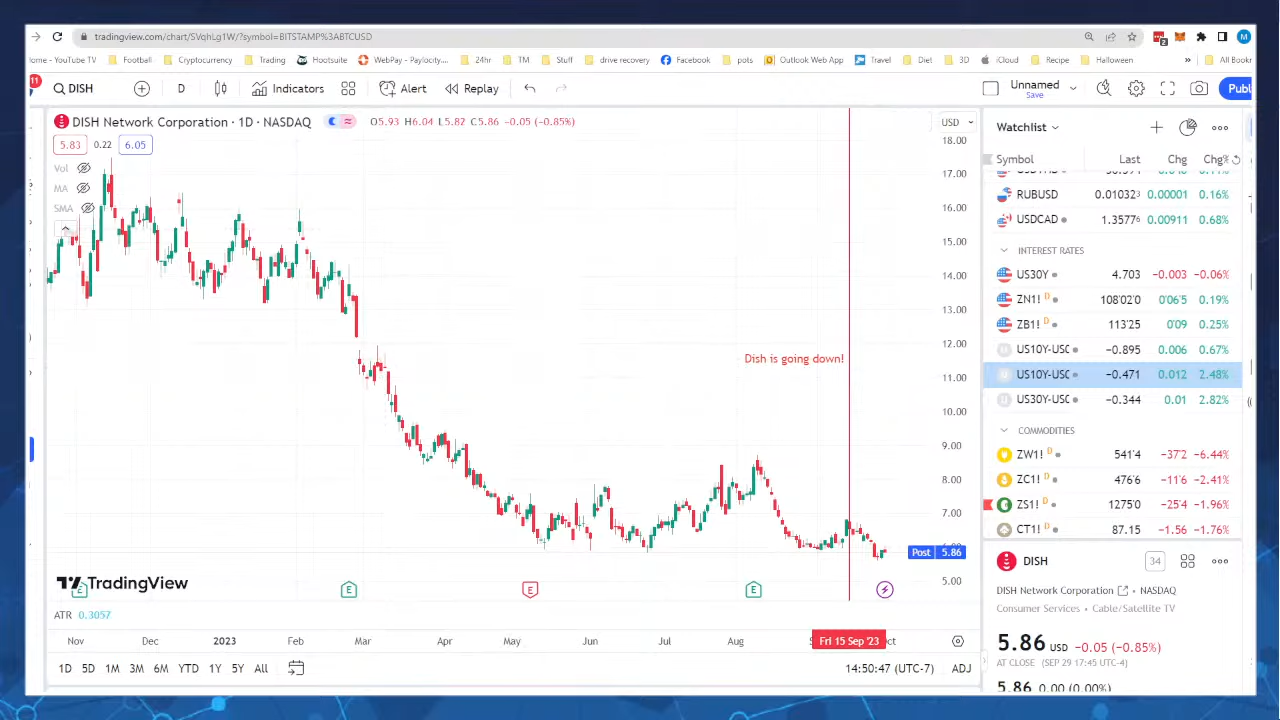 tradingview.com/chart/SVqhLg1W/?symbol=BITSTAMP%3ABTCUSD
ome - YouTube TV Football Cryptocurrency Trading Hootsuite WebPay - Paylocity... 24hr TM Stuff drive recovery Facebook pots Outlook Web App Travel Diet 3D iCloud Recipe Halloween » All Bookr
11 DISH D Indicators Alert Replay Unnamed Save Publ
DISH Network Corporation · 1D · NASDAQ O5.93 H6.04 L5.82 C5.86 −0.05 (−0.85%) USD
5.83 0.22 6.05
Vol
MA
SMA
18.00
17.00
16.00
15.00
14.00
13.00
12.00
11.00
10.00
9.00
8.00
7.00
5.00
Dish is going down!
Post 5.86
TradingView
E E E E
ATR 0.3057
Nov Dec 2023 Feb Mar Apr May Jun Jul Aug Fri 15 Sep '23 ct
1D 5D 1M 3M 6M YTD 1Y 5Y All 14:50:47 (UTC-7) ADJ
Watchlist
Symbol Last Chg Chg%
RUBUSD 0.010323 0.00001 0.16%
USDCAD 1.35776 0.00911 0.68%
INTEREST RATES
US30Y 4.703 −0.003 −0.06%
ZN1! D 108'02'0 0'06'5 0.19%
ZB1! D 113'25 0'09 0.25%
US10Y-USC −0.895 0.006 0.67%
US10Y-USC −0.471 0.012 2.48%
US30Y-USC −0.344 0.01 2.82%
COMMODITIES
ZW1! D 541'4 −37'2 −6.44%
ZC1! D 476'6 −11'6 −2.41%
ZS1! D 1275'0 −25'4 −1.96%
CT1! D 87.15 −1.56 −1.76%
DISH 34
DISH Network Corporation • NASDAQ
Consumer Services • Cable/Satellite TV
5.86 USD −0.05 (−0.85%)
AT CLOSE (SEP 29 17:45 UTC-4)
5.86 0.00 (0.00%)